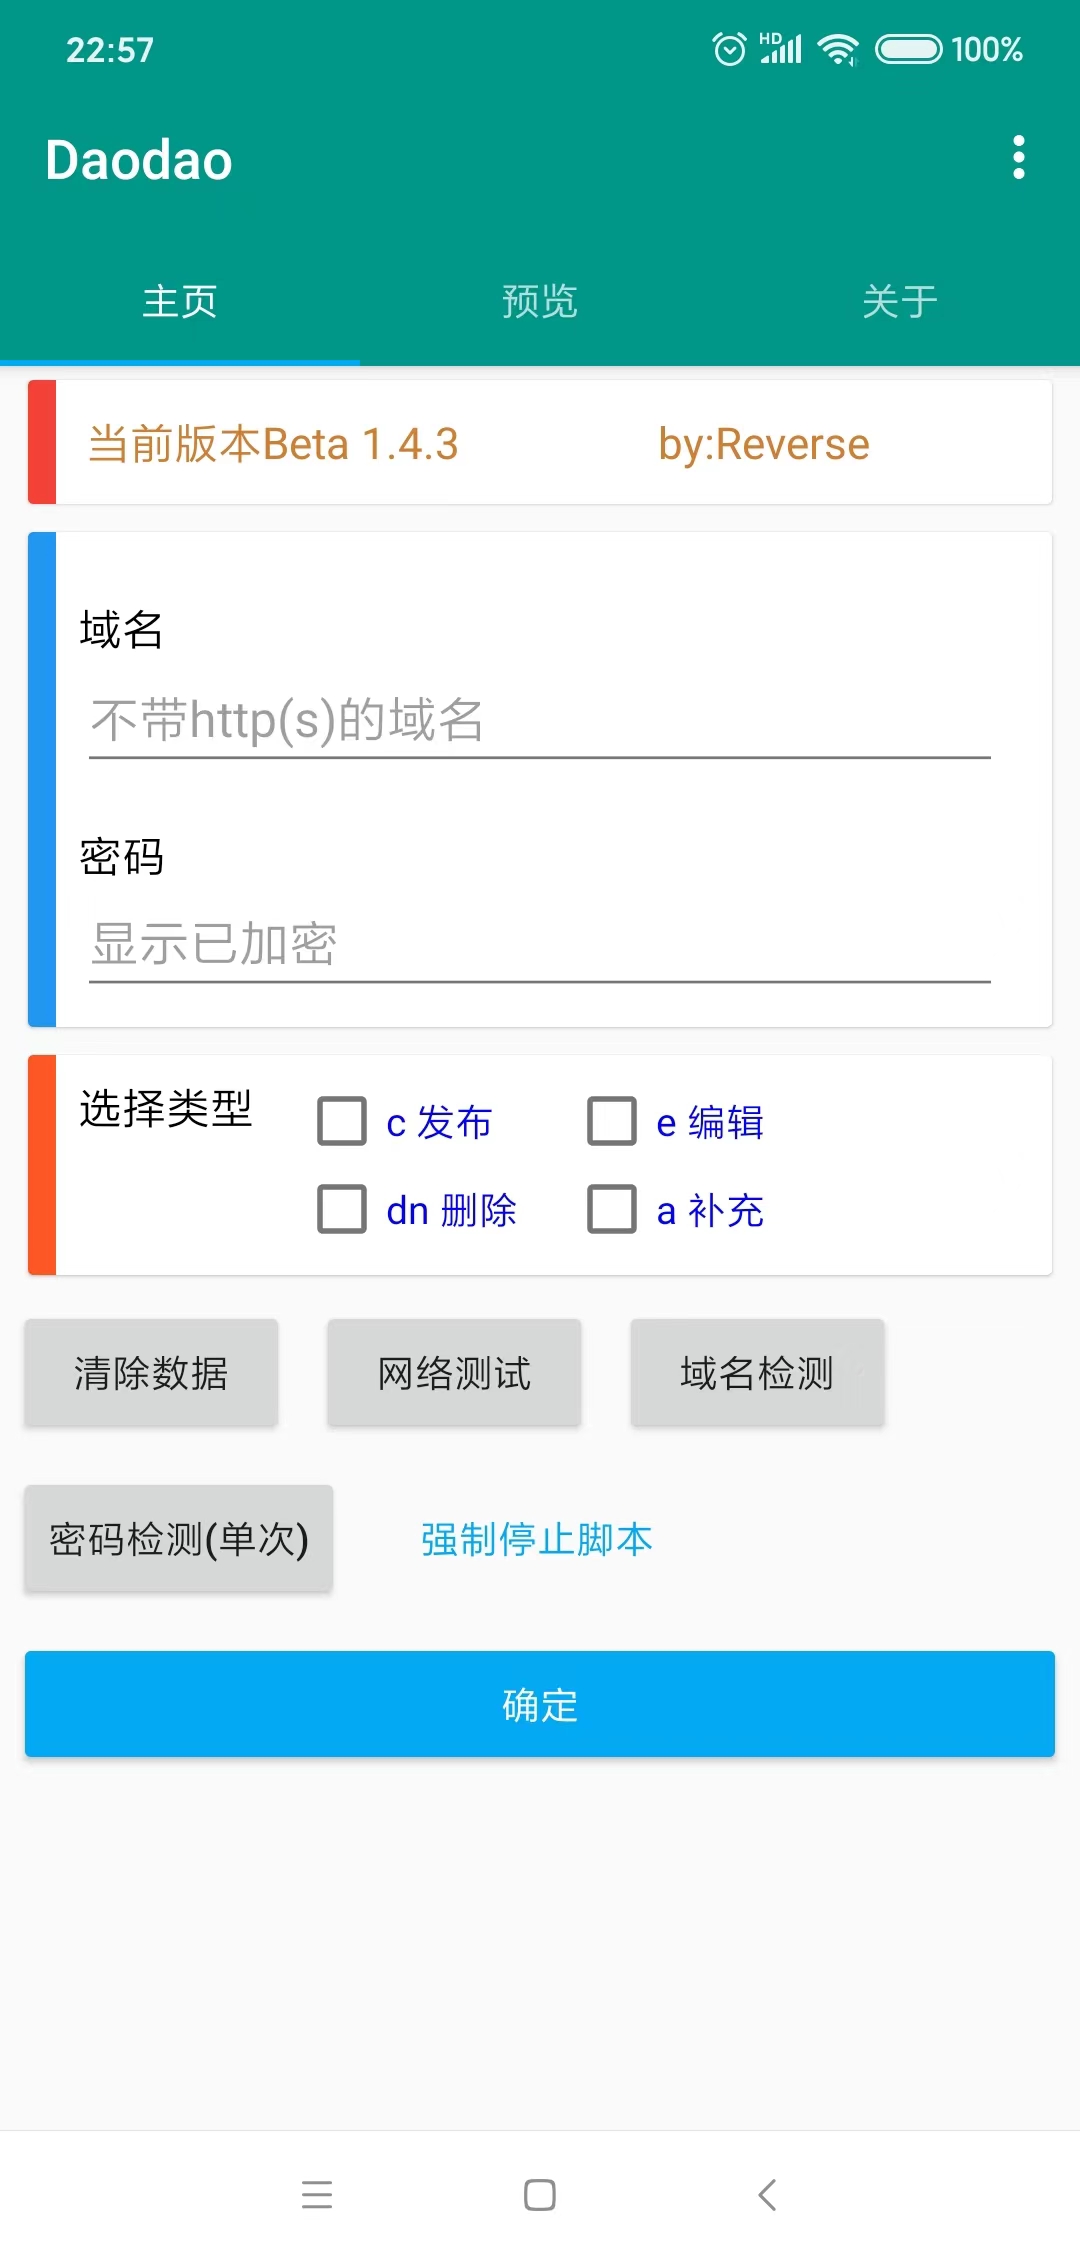 22:57 HD 100%
Daodao
主页 预览 关于
当前版本Beta 1.4.3 by:Reverse
域名
不带http(s)的域名
密码
显示已加密
选择类型 c 发布 e 编辑
dn 删除 a 补充
清除数据 网络测试 域名检测
密码检测(单次) 强制停止脚本
确定